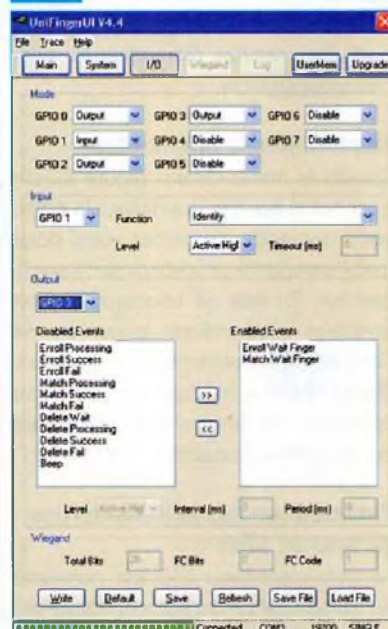 UniFingerUI V4.4
File Trace Help
Main System I/O Wiegand Log UserMem Upgrade
Mode
GPIO 0 Output GPIO 3 Output GPIO 6 Disable
GPIO 1 Input GPIO 4 Disable GPIO 7 Disable
GPIO 2 Output GPIO 5 Disable
Input
GPIO 1 Function Identify
Level Active Higl Timeout (ms)
Output
Disabled Events Enabled Events
Enroll Processing Enroll Wait Finger
Enroll Success Match Wait Finger
Enroll Fail
Match Processing
Match Success
Match Fail
Delete Wait
Delete Processing
Delete Success
Delete Fail
Beep
>>
<<
Level Active Higl Interval (ms) Period (ms)
Wiegand
Total Bits FC Bits FC Code
Write Default Save Refresh Save File Load File
Connected COM3 19200 SINGLE